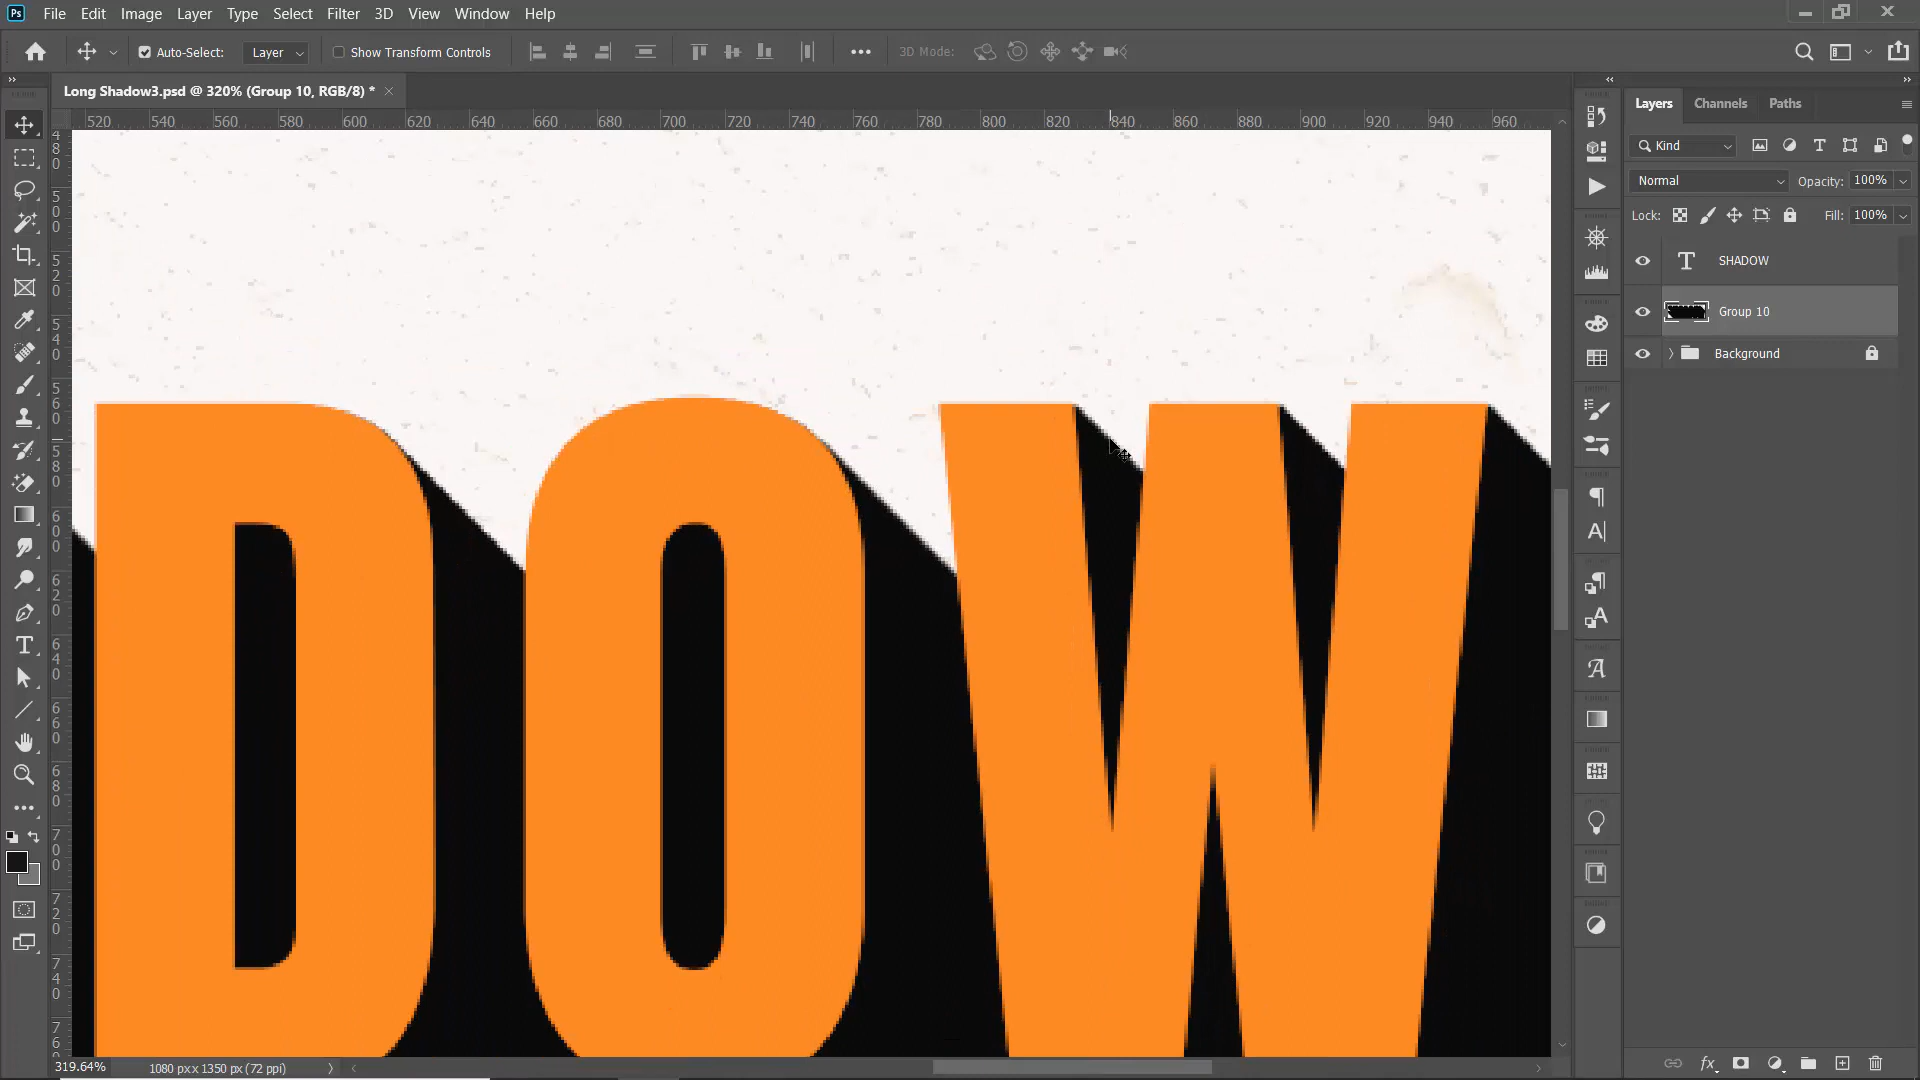 Ps File Edit Image Layer Type Select Filter 3D View Window Help
Auto-Select: Layer Show Transform Controls ••• 3D Mode:
Long Shadow3.psd @ 320% (Group 10, RGB/8) *
520 540 560 580 600 620 640 660 680 700 720 740 760 780 800 820 840 860 880 900 920 940 960
480
500
520
540
560
580
600
620
640
660
680
700
720
740
760
DOW
Layers Channels Paths
Kind
Normal Opacity: 100%
Lock: Fill: 100%
SHADOW
Group 10
Background
fx
319.64% 1080 px x 1350 px (72 ppi)